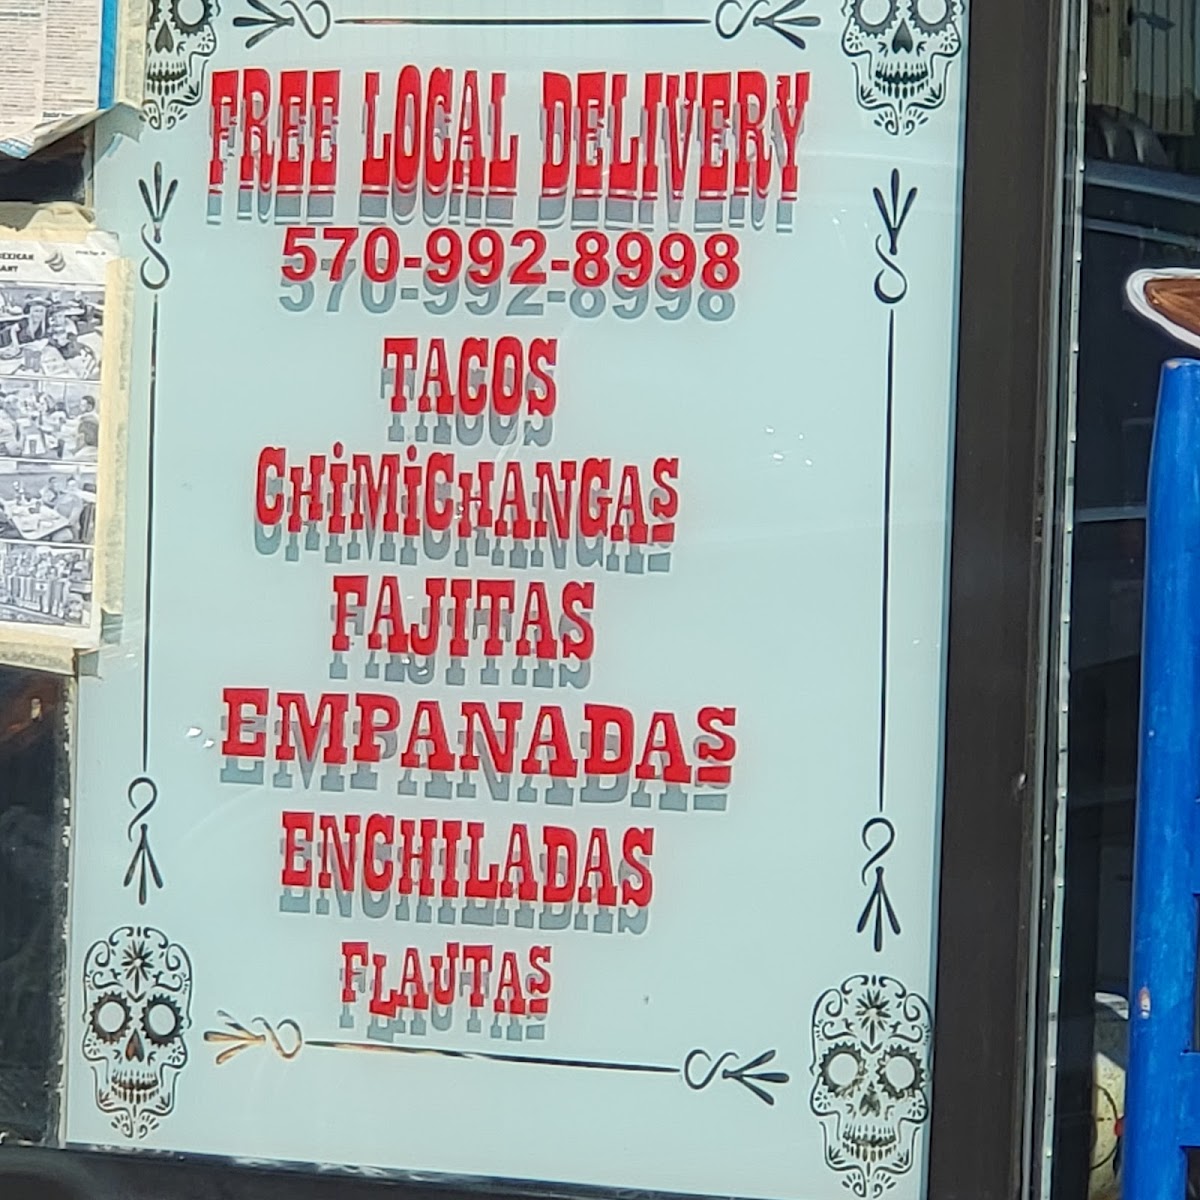 FREE LOCAL DELIVERY
570-992-8998
TACOS
CHIMICHANGAS
FAJITAS
EMPANADAS
ENCHILADAS
FLAUTAS